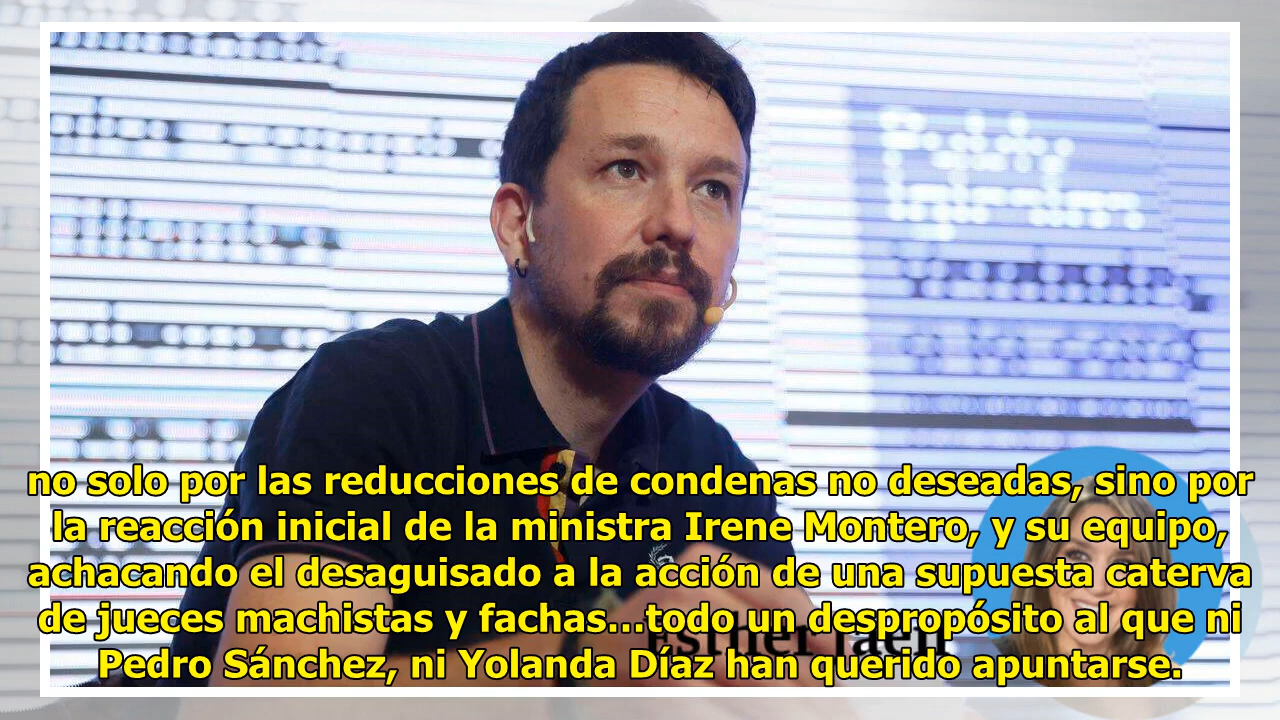 no solo por las reducciones de condenas no deseadas, sino por
la reacción inicial de la ministra Irene Montero, y su equipo,
achacando el desaguisado a la acción de una supuesta caterva
de jueces machistas y fachas...todo un despropósito al que ni
Pedro Sánchez, ni Yolanda Díaz han querido apuntarse.
Esther Jaén